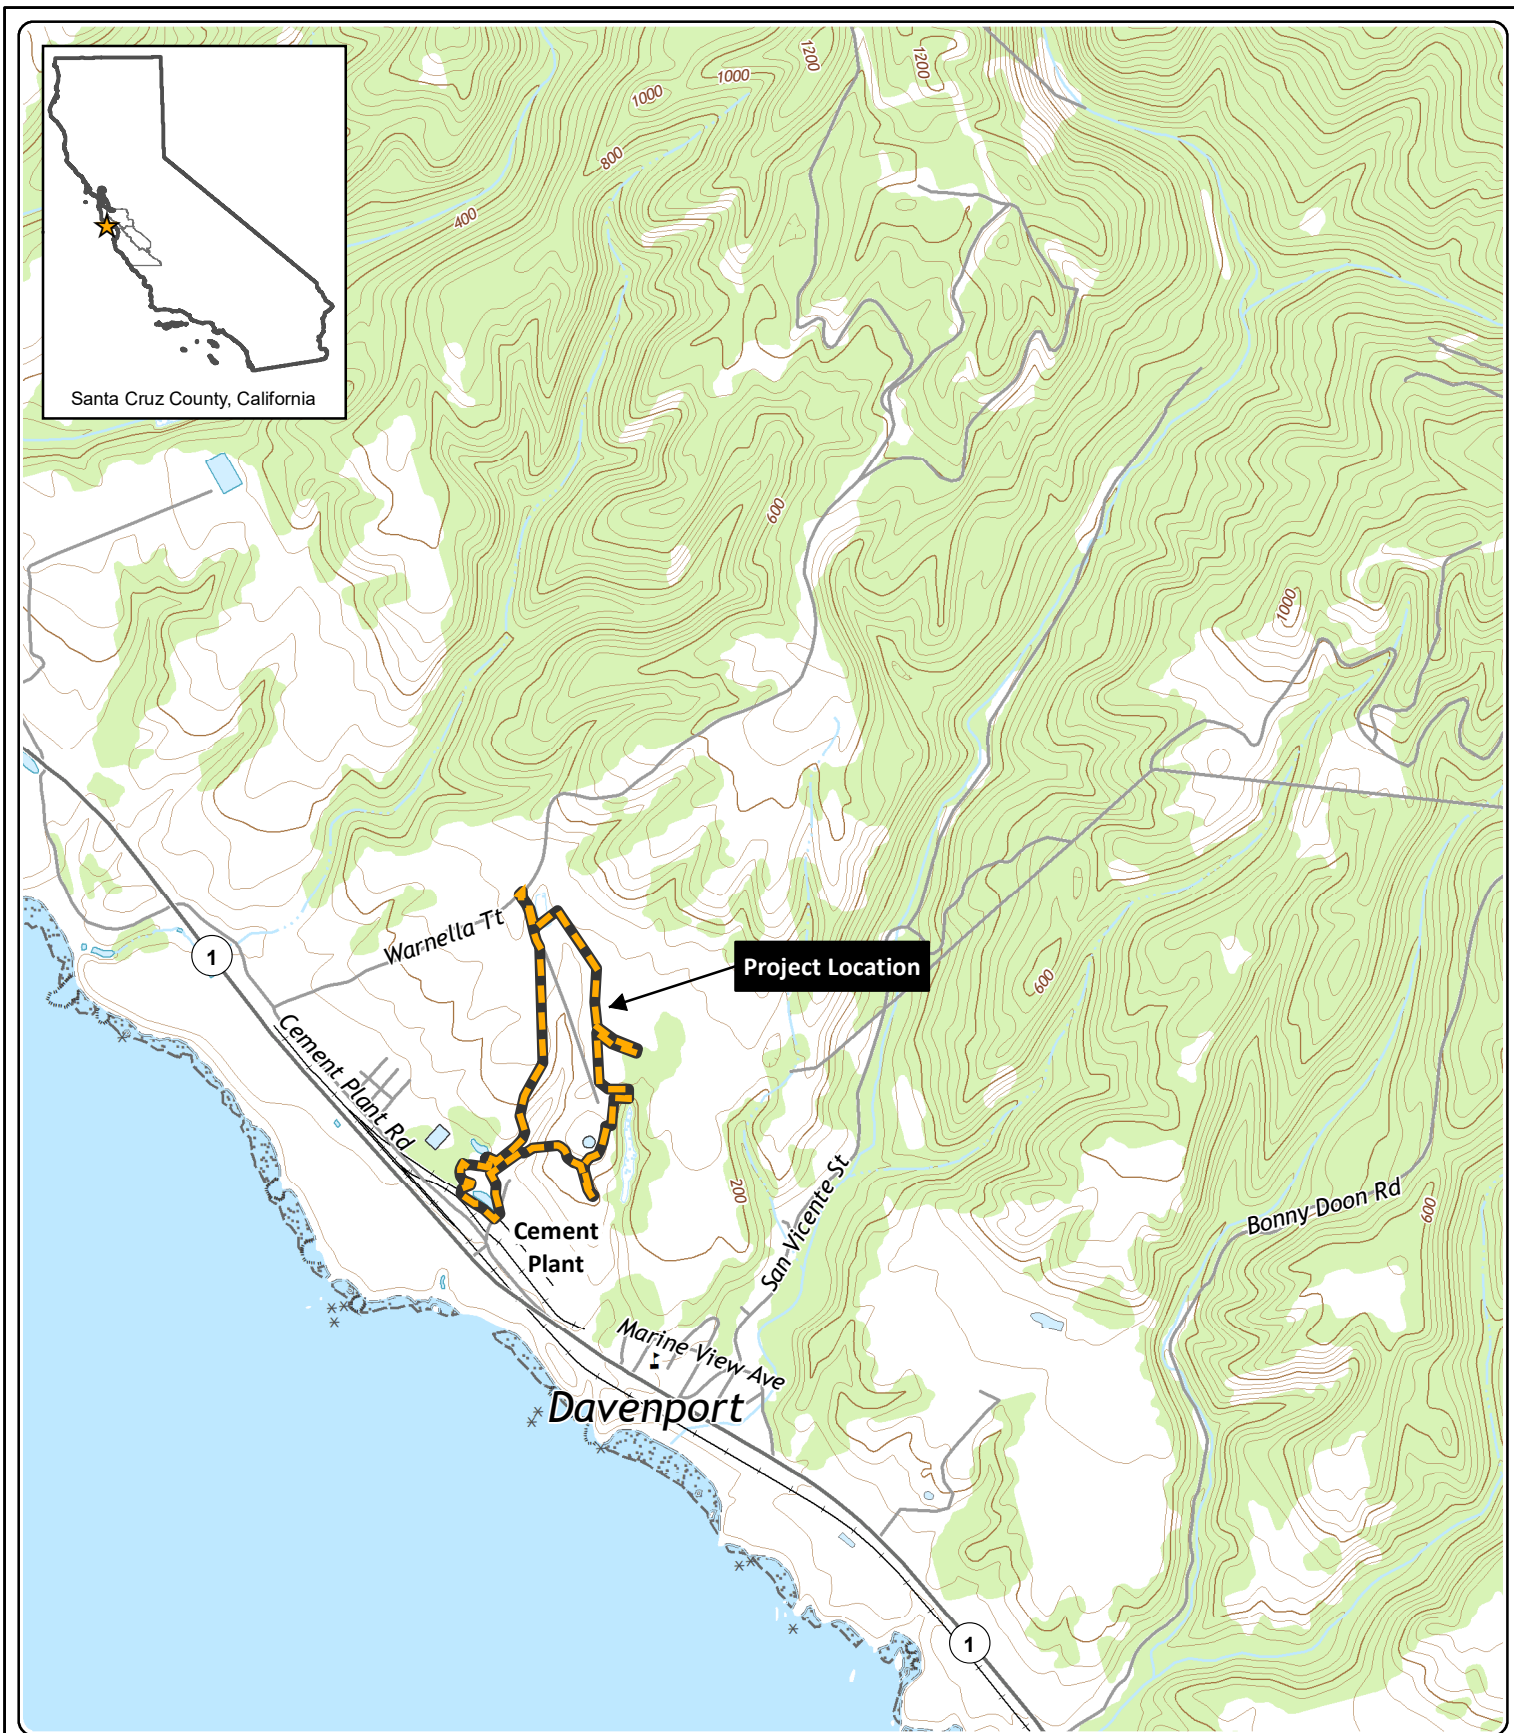 1200
1200
1000
1000
800
400
Santa Cruz County, California
600
1000
Warnella Tt
1
Project Location
600
Cement Plant Rd
200
San Vicente St
Bonny Doon Rd
600
Cement
Plant
Marine View Ave
Davenport
1